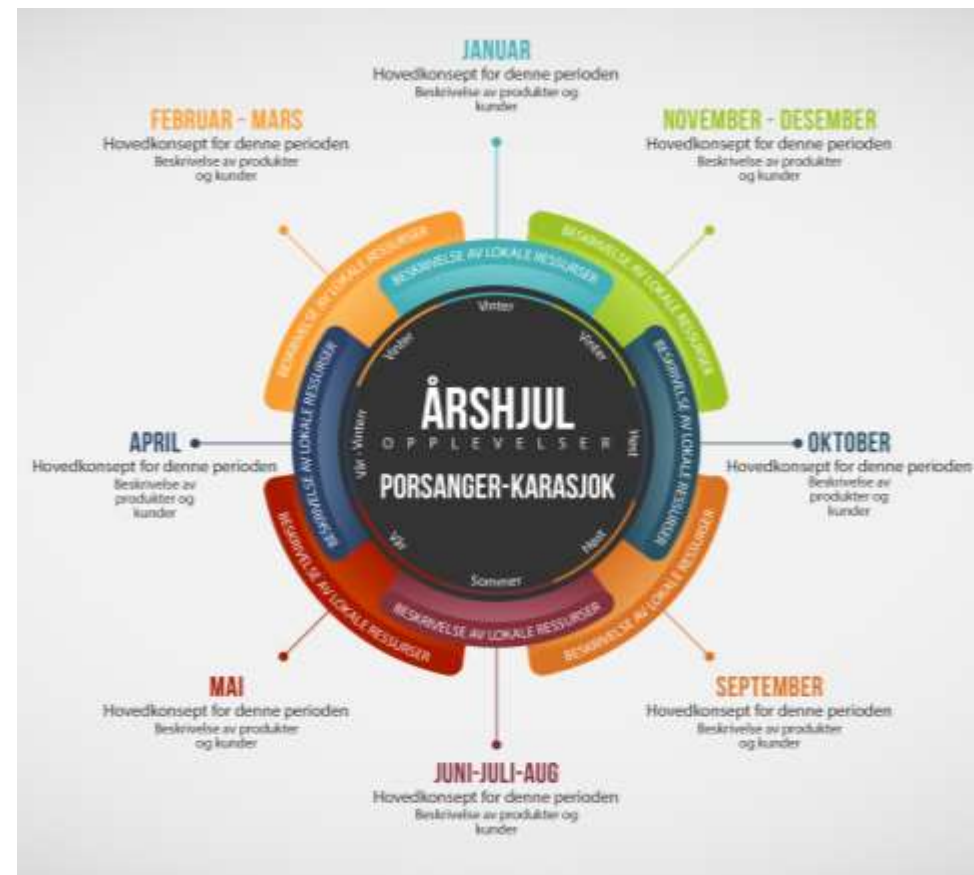 JANUAR
Hovedkonsept for denne perioden
Beskrivelse av produkter og
kunder
FEBRUAR - MARS
Hovedkonsept for denne perioden
Beskrivelse av produkter
og kunder
NOVEMBER - DESEMBER
Hovedkonsept for denne perioden
Beskrivelse av produkter
og kunder
BESKRIVELSE AV LOKALE RESSURSER
BESKRIVELSE AV LOKALE RESSURSER
BESKRIVELSE AV LOKALE RESSURSER
Vinter
Vinter
Vinter
BESKRIVELSE AV LOKALE RESSURSER
Vår - Vinter
ÅRSHJUL
OPPLEVELSER
PORSANGER-KARASJOK
Høst
BESKRIVELSE AV LOKALE RESSURSER
APRIL
Hovedkonsept for denne perioden
Beskrivelse av
produkter og
kunder
OKTOBER
Hovedkonsept for denne perioden
Beskrivelse av
produkter og
kunder
Vår
Sommer
Høst
BESKRIVELSE AV LOKALE RESSURSER
BESKRIVELSE AV LOKALE RESSURSER
BESKRIVELSE AV LOKALE RESSURSER
MAI
Hovedkonsept for denne perioden
Beskrivelse av produkter
og kunder
SEPTEMBER
Hovedkonsept for denne perioden
Beskrivelse av produkter
og kunder
JUNI-JULI-AUG
Hovedkonsept for denne perioden
Beskrivelse av produkter og
kunder